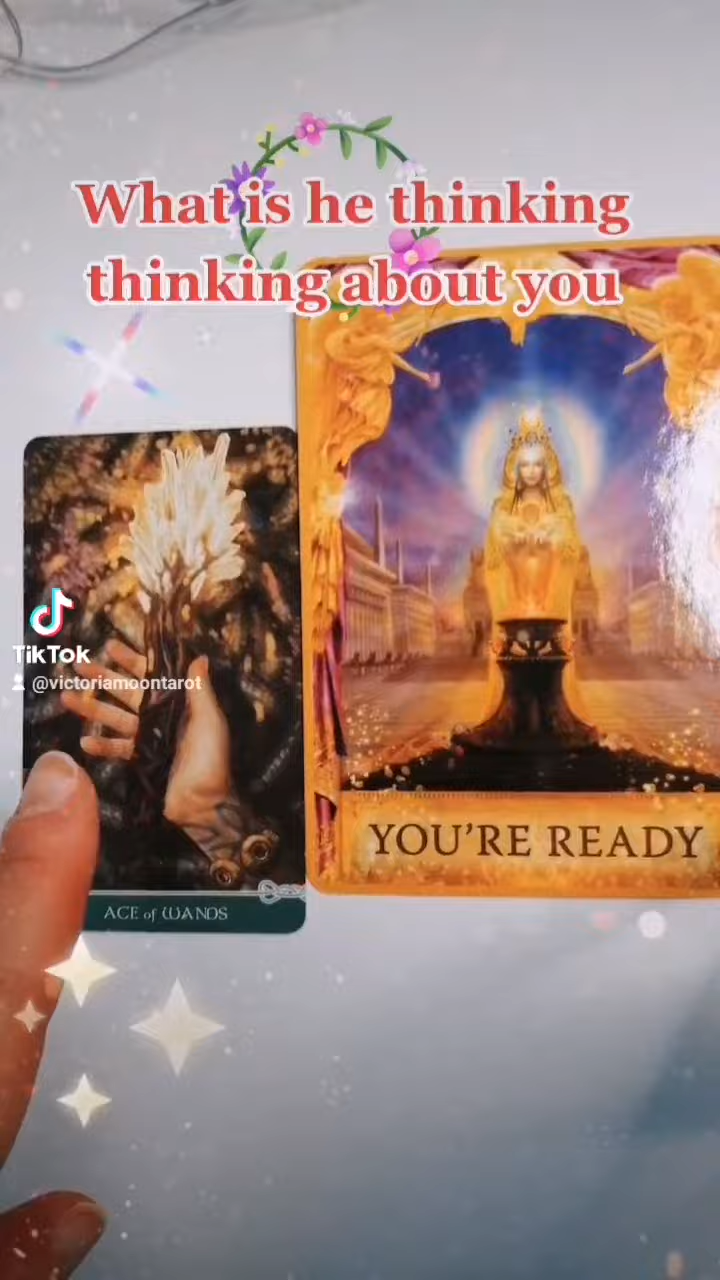 What is he thinking
thinking about you
TikTok
@victoriamoontarot
ACE of WANDS
YOU'RE READY